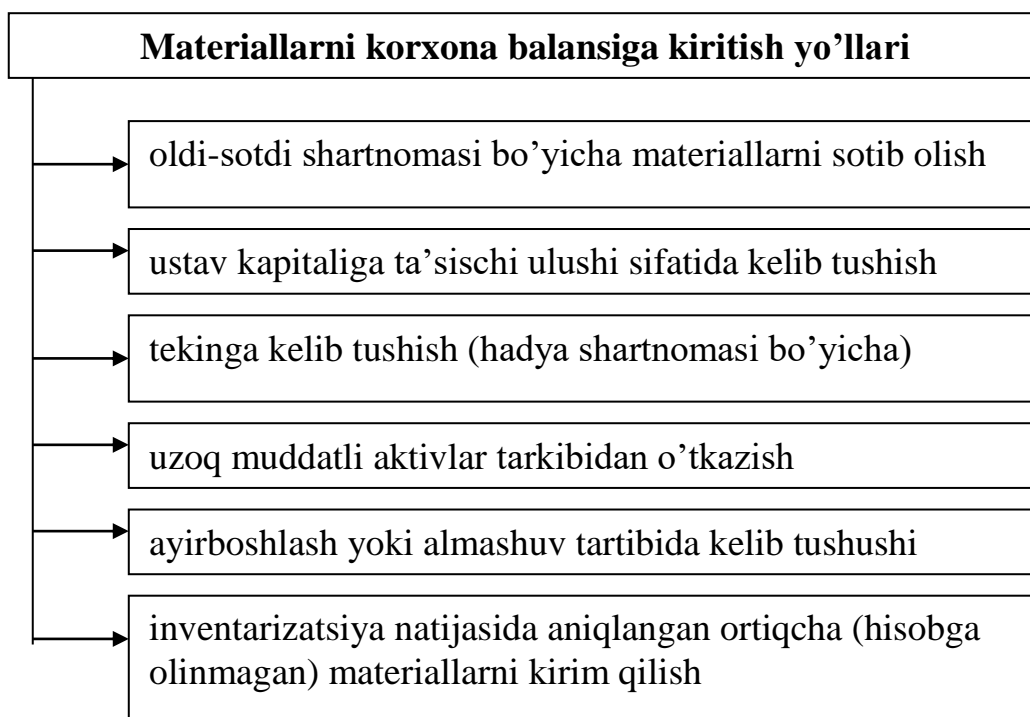 Materiallarni korxona balansiga kiritish yo’llari
oldi-sotdi shartnomasi bo’yicha materiallarni sotib olish
ustav kapitaliga ta’sischi ulushi sifatida kelib tushish
tekinga kelib tushish (hadya shartnomasi bo’yicha)
uzoq muddatli aktivlar tarkibidan o’tkazish
ayirboshlash yoki almashuv tartibida kelib tushushi
inventarizatsiya natijasida aniqlangan ortiqcha (hisobga
olinmagan) materiallarni kirim qilish